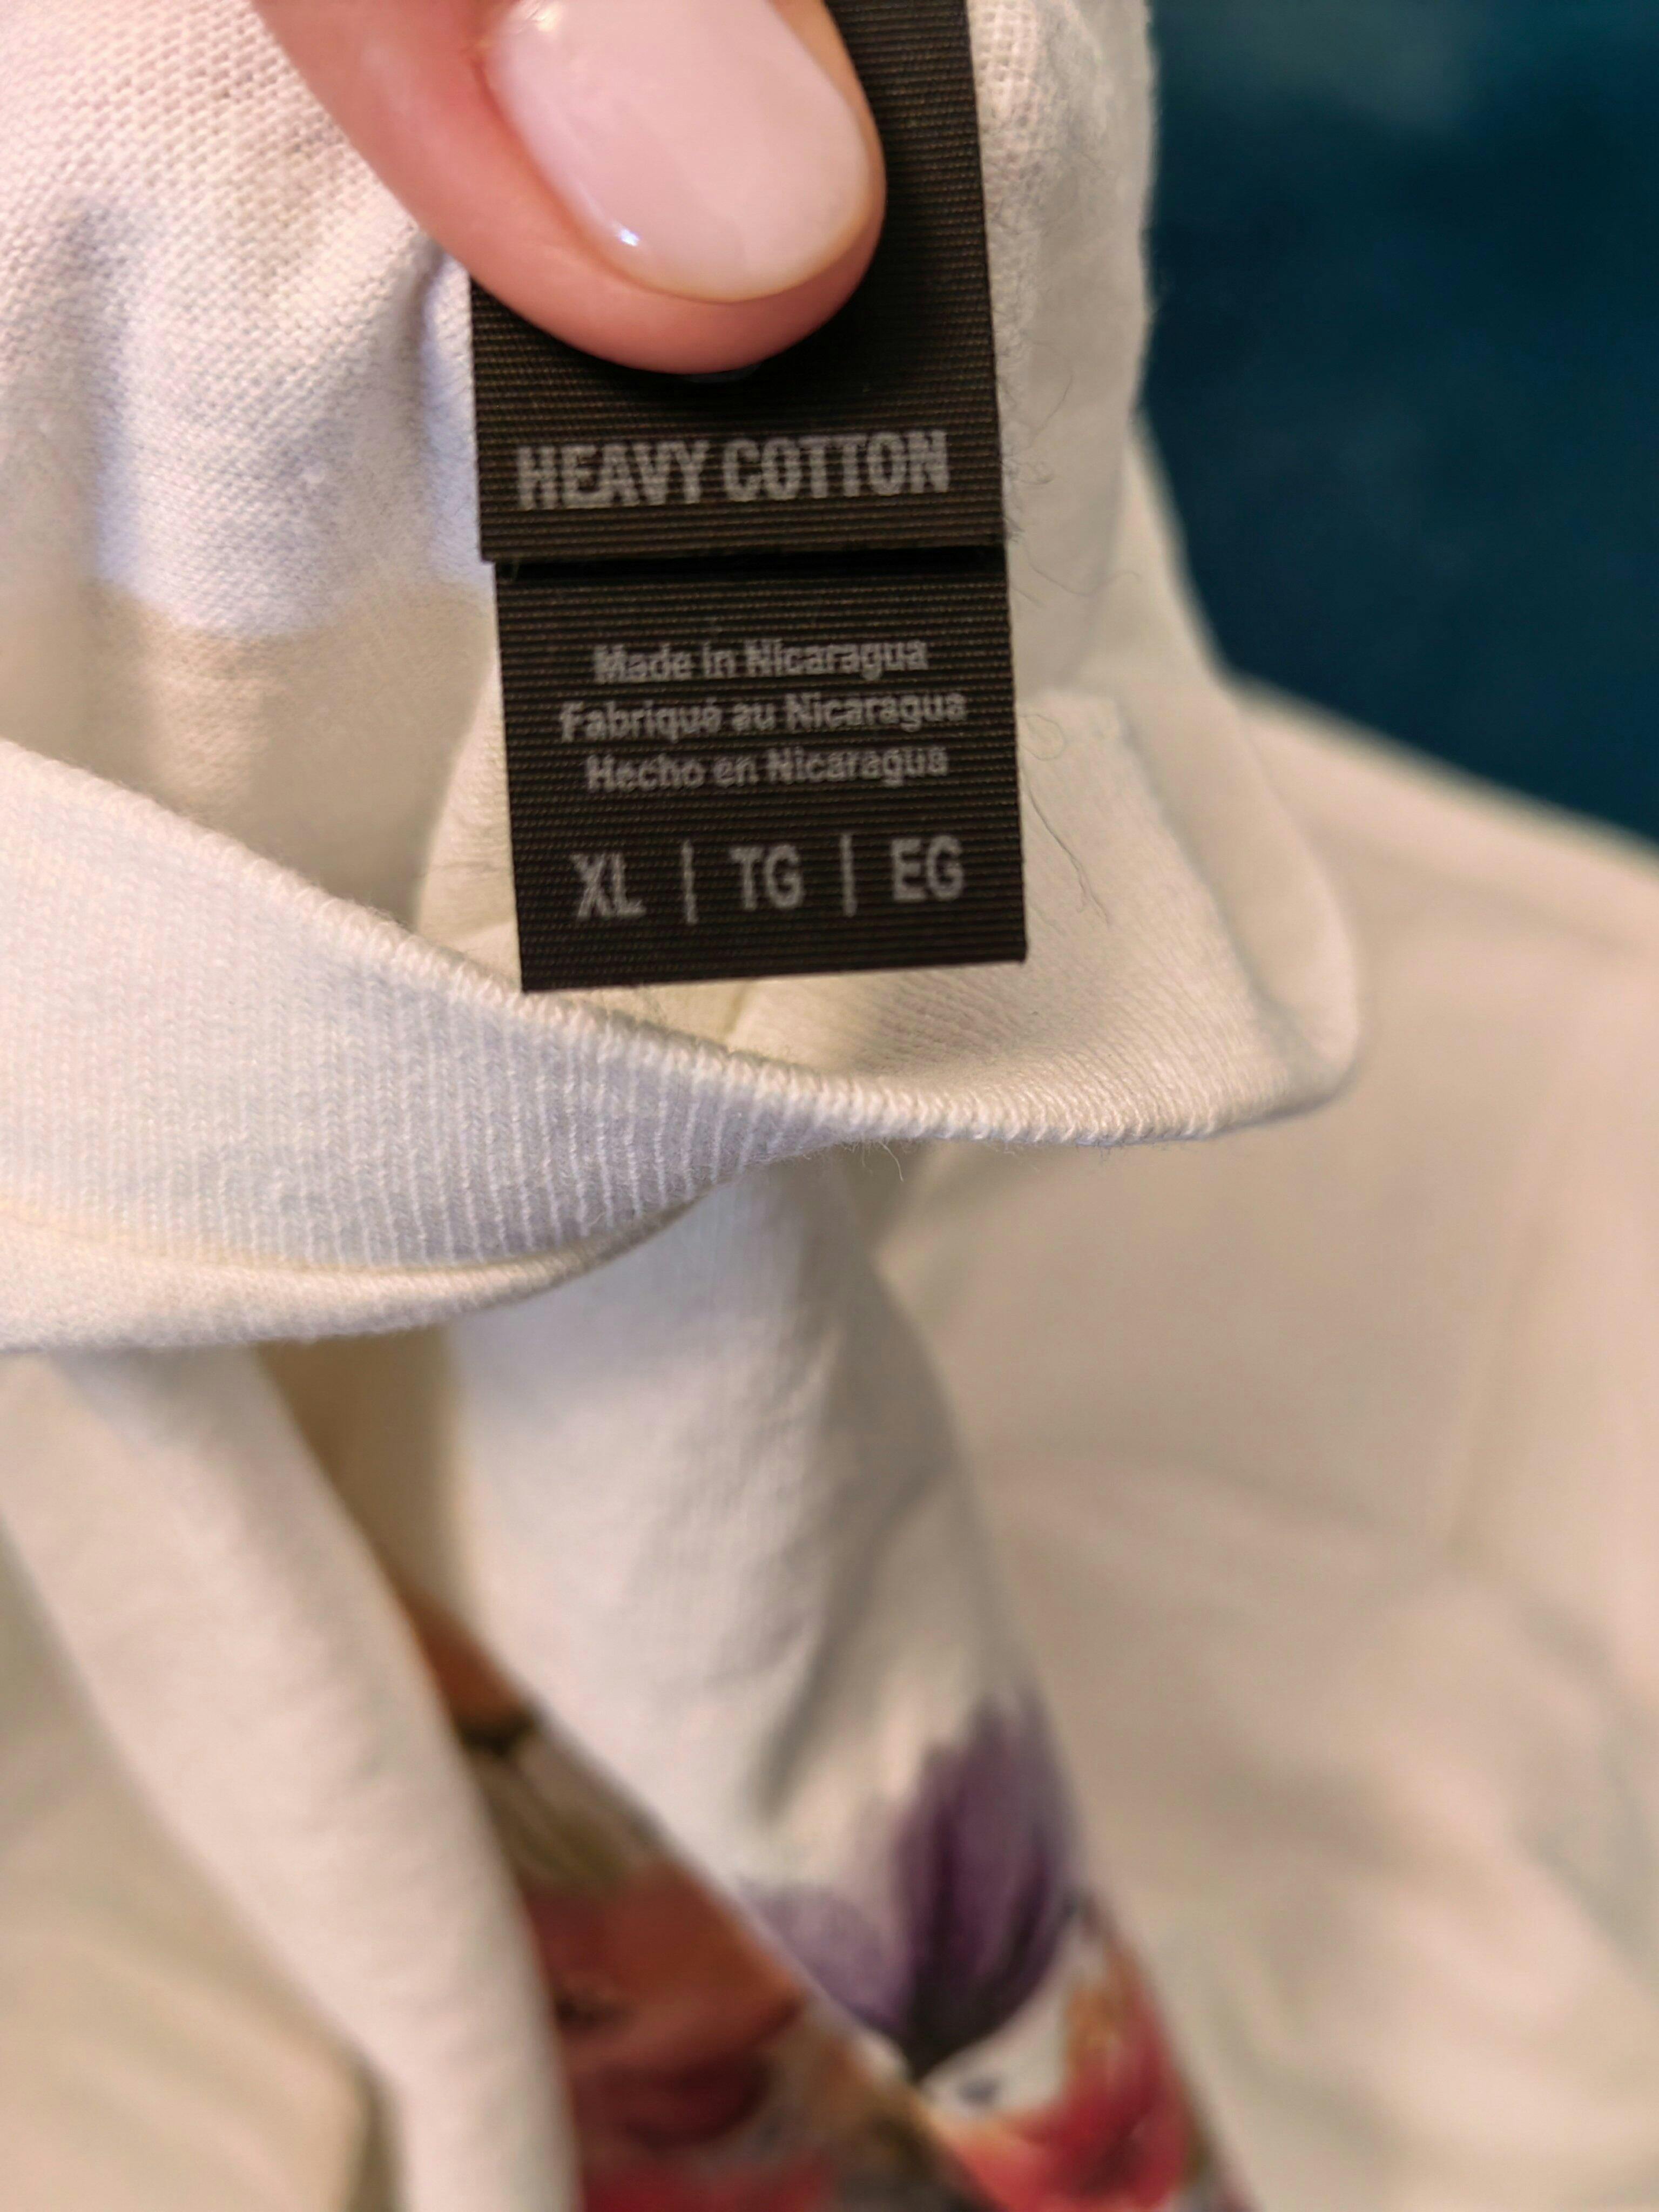 HEAVY COTTON
Made in Nicaragua
Fabriqué au Nicaragua
Hecho en Nicaragua
XL | TG | EG